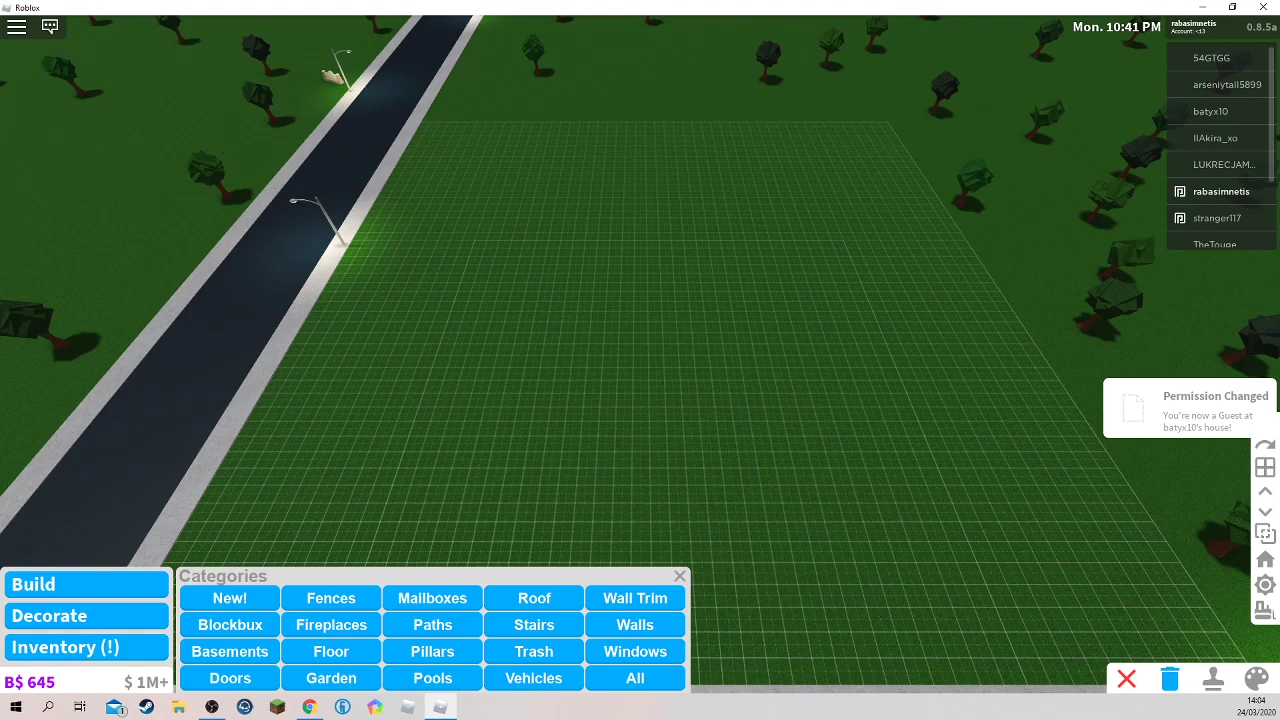 Roblox
Mon. 10:41 PM
rabasimnetis
Account: <13
0.8.5a
54GTGG
arseniytall5899
batyx10
IlAkira_xo
LUKRECJAM...
rabasimnetis
stranger117
TheTouge
Permission Changed
You're now a Guest at
batyx10's house!
Build
Decorate
Inventory (!)
B$ 645
$ 1M+
Categories
New!
Fences
Mailboxes
Roof
Wall Trim
Blockbux
Fireplaces
Paths
Stairs
Walls
Basements
Floor
Pillars
Trash
Windows
Doors
Garden
Pools
Vehicles
All
14:04
24/03/2020